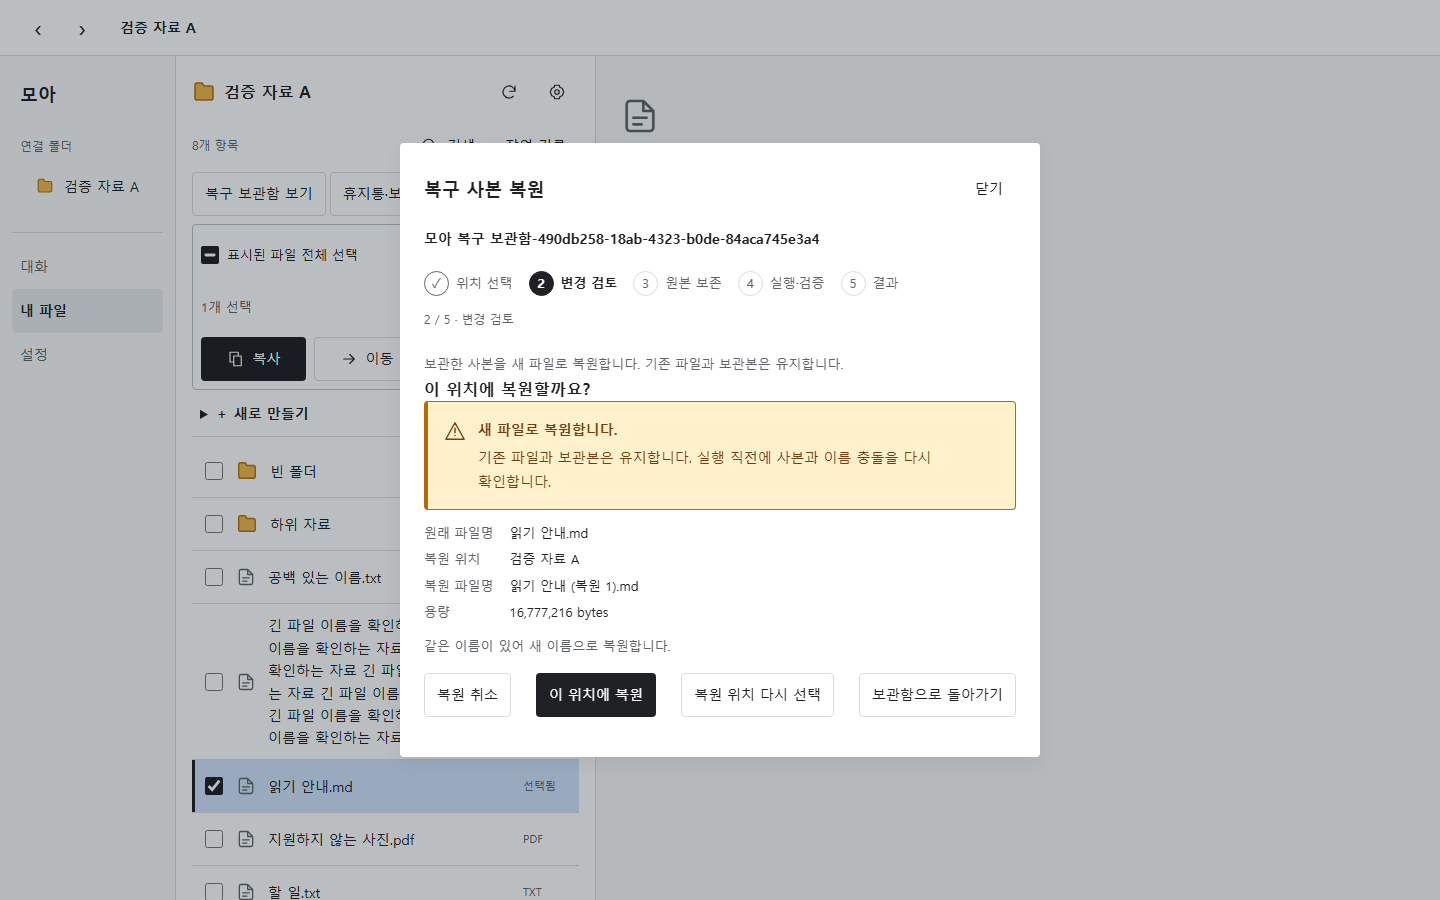 검증 자료 A
모아
연결 폴더
검증 자료 A
대화
내 파일
설정
검증 자료 A
8개 항목
복구 보관함 보기
휴지통·보
표시된 파일 전체 선택
1개 선택
복사
이동
+ 새로 만들기
빈 폴더
하위 자료
공백 있는 이름.txt
긴 파일 이름을
이름을 확인하는 자료
확인하는 자료 긴
는 자료 긴 파일 이름
긴 파일 이름을
이름을 확인하는 자료
읽기 안내.md
선택됨
지원하지 않는 사진.pdf
PDF
할 일.txt
TXT
복구 사본 복원
닫기
모아 복구 보관함-490db258-18ab-4323-b0de-84aca745e3a4
✓ 위치 선택
2 변경 검토
3 원본 보존
4 실행·검증
5 결과
2 / 5 · 변경 검토
보관한 사본을 새 파일로 복원합니다. 기존 파일과 보관본은 유지합니다.
이 위치에 복원할까요?
새 파일로 복원합니다.
기존 파일과 보관본은 유지합니다. 실행 직전에 사본과 이름 충돌을 다시
확인합니다.
원래 파일명 읽기 안내.md
복원 위치 검증 자료 A
복원 파일명 읽기 안내 (복원 1).md
용량 16,777,216 bytes
같은 이름이 있어 새 이름으로 복원합니다.
복원 취소
이 위치에 복원
복원 위치 다시 선택
보관함으로 돌아가기